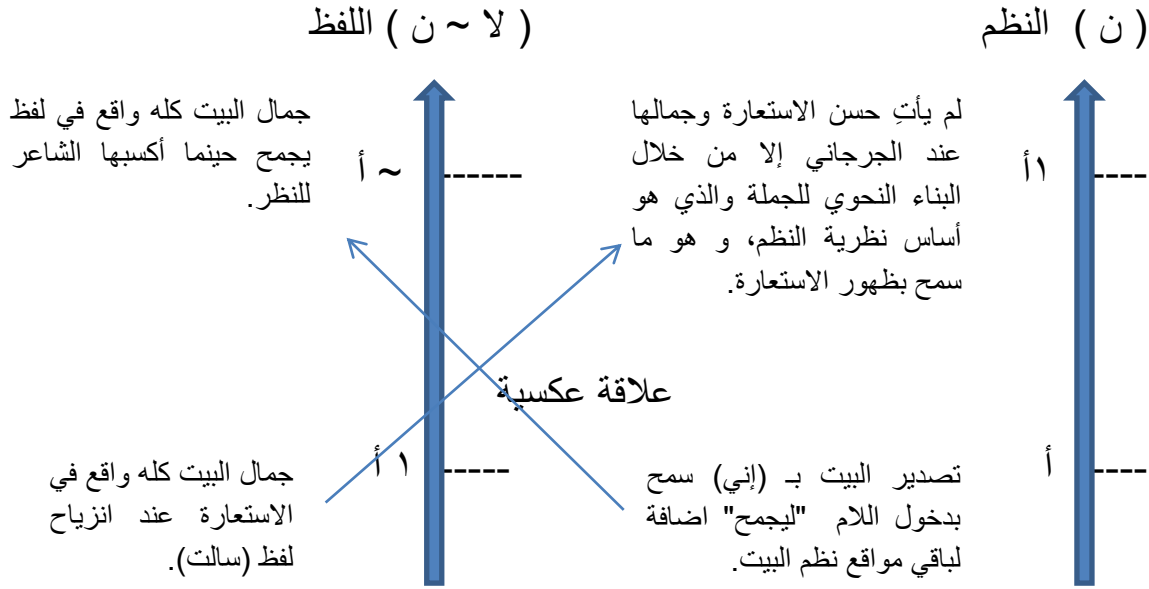 ( ن ) النظم
( لا ~ ن ) اللفظ
لم يأتِ حسن الاستعارة وجمالها
عند الجرجاني إلا من خلال
البناء النحوي للجملة والذي هو
أساس نظرية النظم، و هو ما
سمح بظهور الاستعارة.
١أ
جمال البيت كله واقع في لفظ
يجمح حينما أكسبها الشاعر
للنظر.
~ أ
علاقة عكسية
تصدير البيت بـ (إني) سمح
بدخول اللام "ليجمح" اضافة
لباقي مواقع نظم البيت.
أ
جمال البيت كله واقع في
الاستعارة عند انزياح
لفظ (سالت).
١ أ